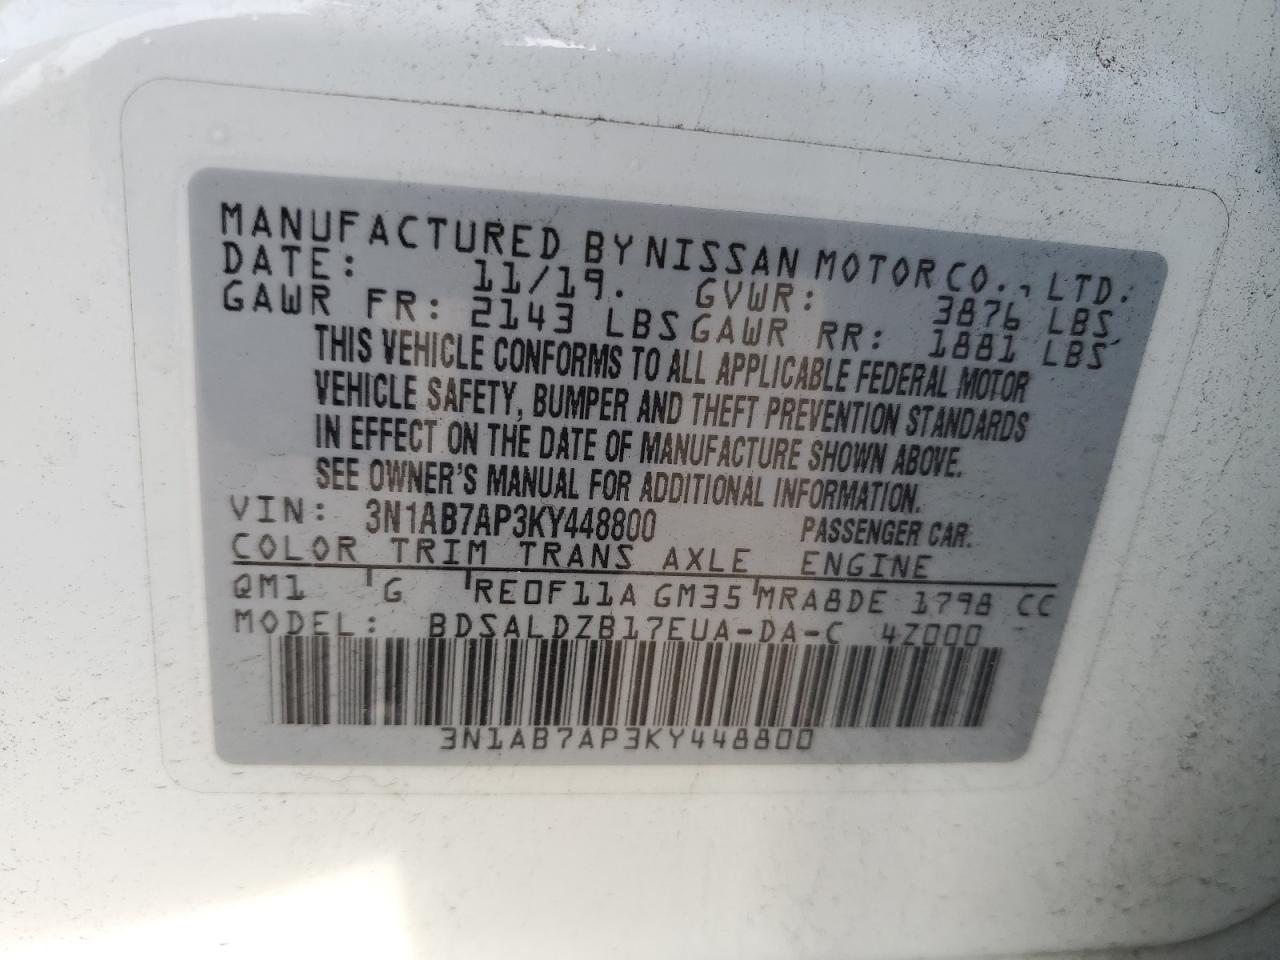 MANUFACTURED BY NISSAN MOTOR CO., LTD.
DATE: 11/19. GVWR: 3876 LBS
GAWR FR: 2143 LBS GAWR RR: 1881 LBS
THIS VEHICLE CONFORMS TO ALL APPLICABLE FEDERAL MOTOR
VEHICLE SAFETY, BUMPER AND THEFT PREVENTION STANDARDS
IN EFFECT ON THE DATE OF MANUFACTURE SHOWN ABOVE.
SEE OWNER'S MANUAL FOR ADDITIONAL INFORMATION.
VIN: 3N1AB7AP3KY448800 PASSENGER CAR.
COLOR TRIM TRANS AXLE ENGINE
QM1 G RE0F11A GM35 MRA8DE 1798 CC
MODEL: BDSALDZB17EUA-DA-C 4Z000
3N1AB7AP3KY448800